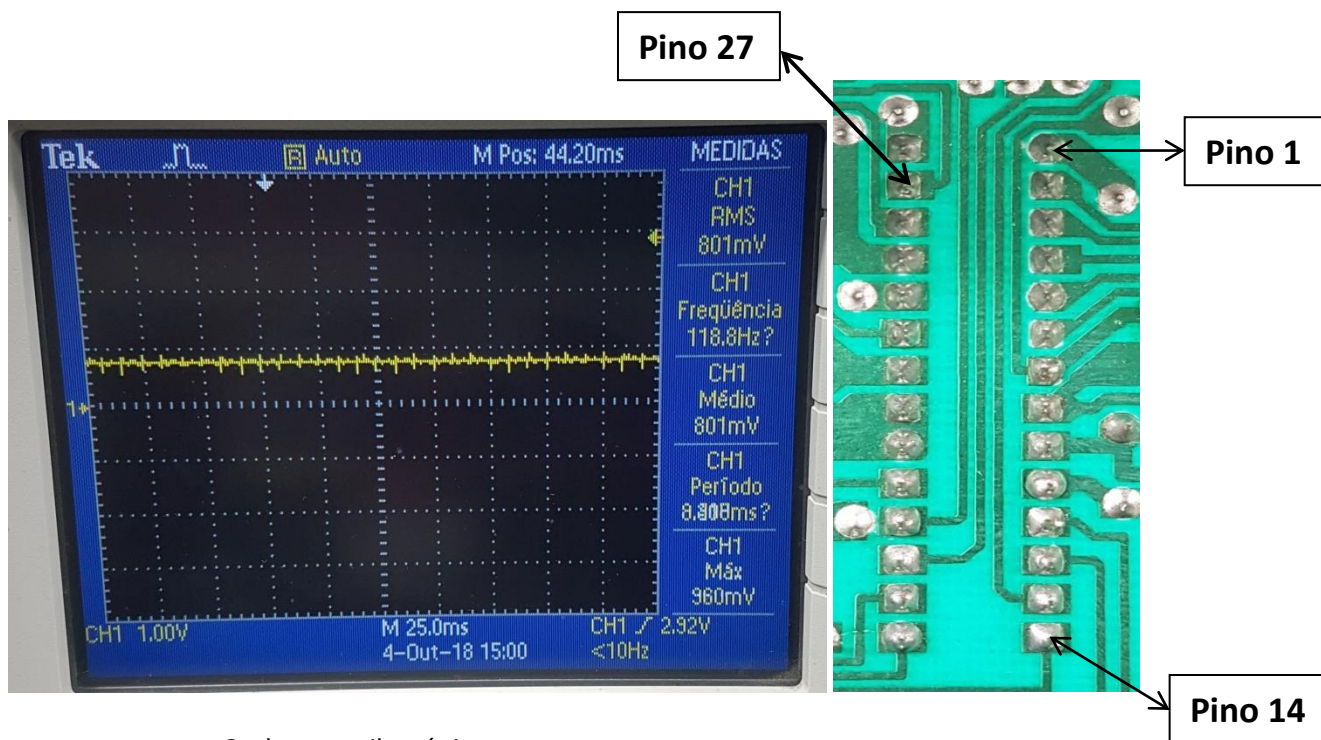 Pino 27
Pino 1
Pino 14
Tek Auto M Pos: 44.20ms MEDIDAS
CH1
RMS
801mV
CH1
Freqüência
118.8Hz?
CH1
Médio
801mV
CH1
Período
CH1
Máx
960mV
1
CH1 1.00V M 25.0ms CH1 2.92V
4-Out-18 15:00 <10Hz